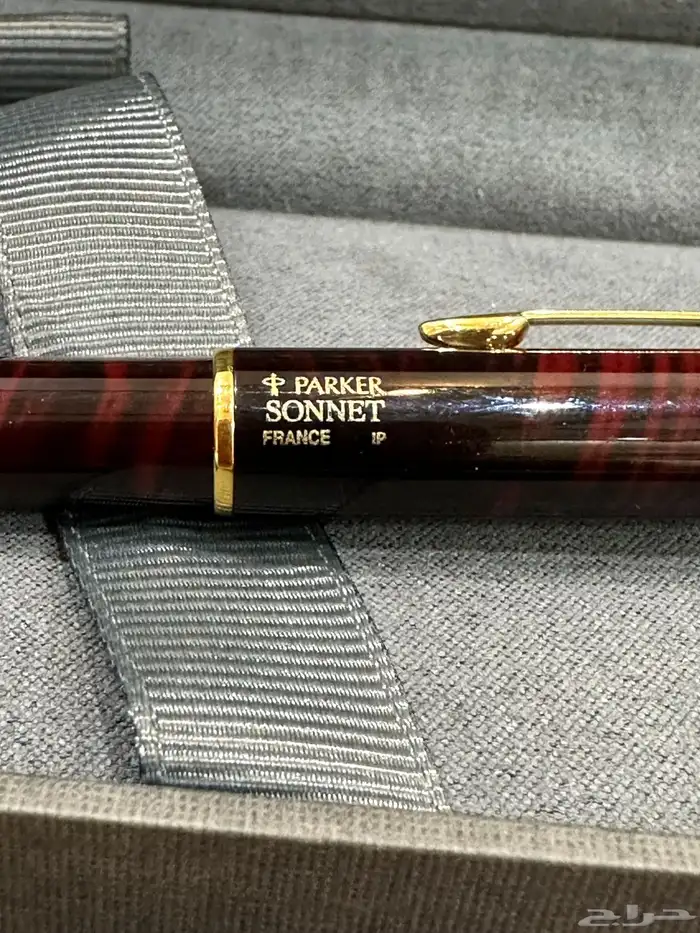 PARKER
SONNET
FRANCE IP
حراج